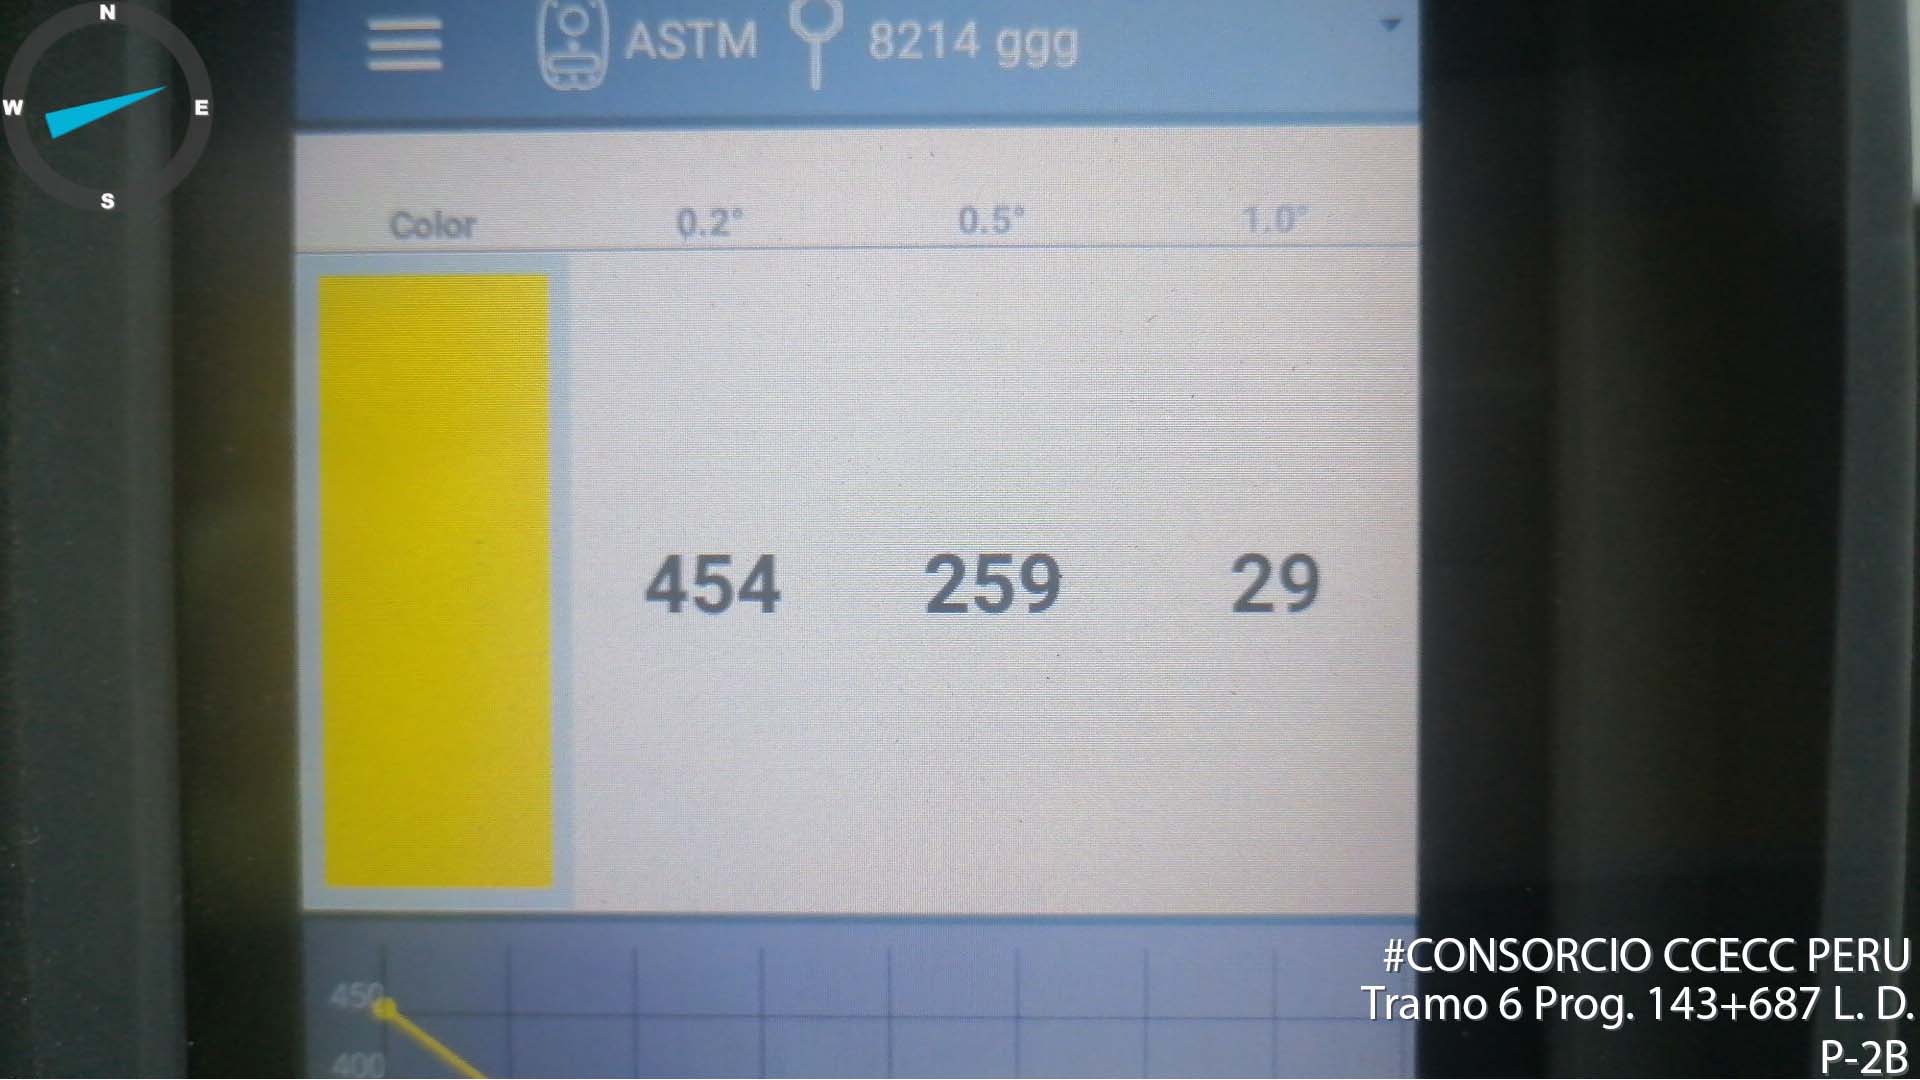 N
W E
S
ASTM 8214 ggg
Color 0.2° 0.5° 1.0°
454 259 29
450
400
#CONSORCIO CCECC PERU
Tramo 6 Prog. 143+687 L. D.
P-2B